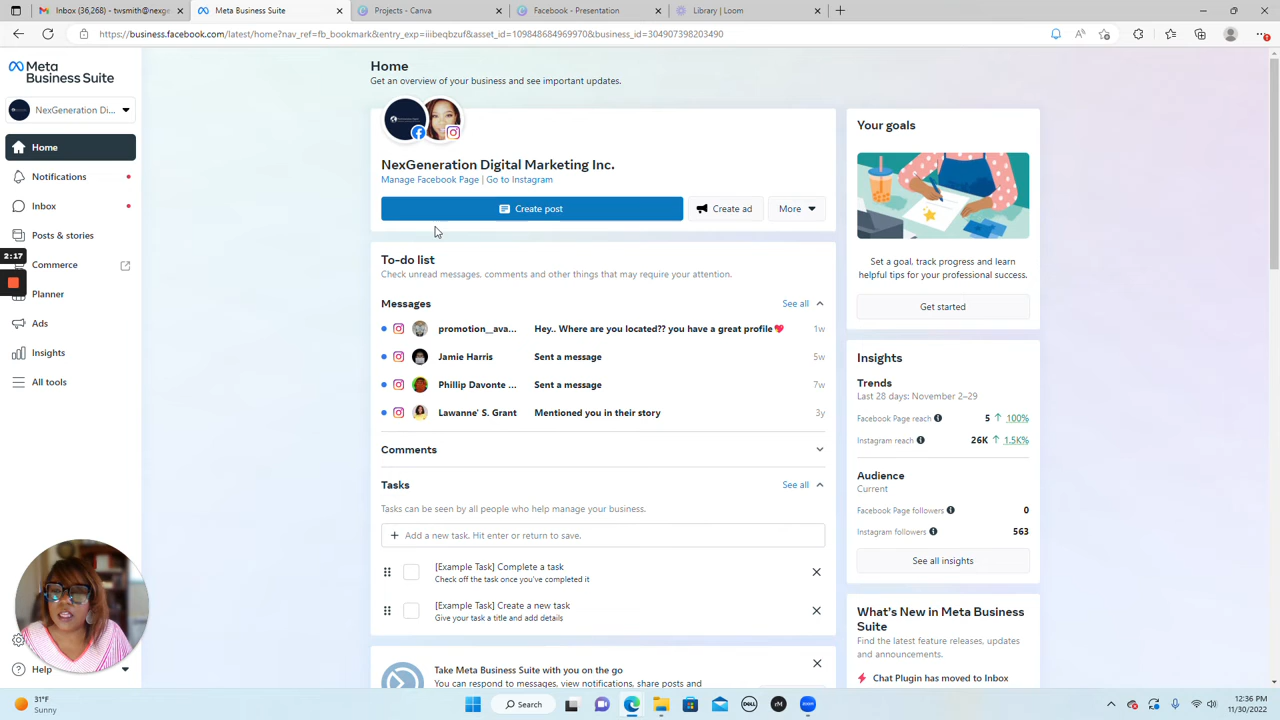 Inbox (36,268) - twsmith@nexge
Meta Business Suite
Projects - Canva
Facebook - Presentation
Library | Loom
https://business.facebook.com/latest/home?nav_ref=fb_bookmark&entry_exp=iiibeqbzuf&asset_id=109848684969970&business_id=304907398203490
Meta
Business Suite
NexGeneration Di...
Home
Notifications
Inbox
Posts & stories
2:17
Commerce
Planner
Ads
Insights
All tools
Help
Home
Get an overview of your business and see important updates.
NexGeneration Digital Marketing Inc.
Manage Facebook Page | Go to Instagram
Create post
Create ad
More
To-do list
Check unread messages, comments and other things that may require your attention.
Messages
See all
promotion__ava... Hey.. Where are you located?? you have a great profile💖 1w
Jamie Harris Sent a message 5w
Phillip Davonte ... Sent a message 7w
Lawanne' S. Grant Mentioned you in their story 3y
Comments
Tasks
See all
Tasks can be seen by all people who help manage your business.
+ Add a new task. Hit enter or return to save.
[Example Task] Complete a task
Check off the task once you've completed it
[Example Task] Create a new task
Give your task a title and add details
Take Meta Business Suite with you on the go
You can respond to messages, view notifications, share posts and
Your goals
Set a goal, track progress and learn
helpful tips for your professional success.
Get started
Insights
Trends
Last 28 days: November 2–29
Facebook Page reach 5 ↑ 100%
Instagram reach 26K ↑ 1.5K%
Audience
Current
Facebook Page followers 0
Instagram followers 563
See all insights
What's New in Meta Business
Suite
Find the latest feature releases, updates
and announcements.
Chat Plugin has moved to Inbox
31°F
Sunny
Search
DELL
rM
zoom
12:36 PM
11/30/2022